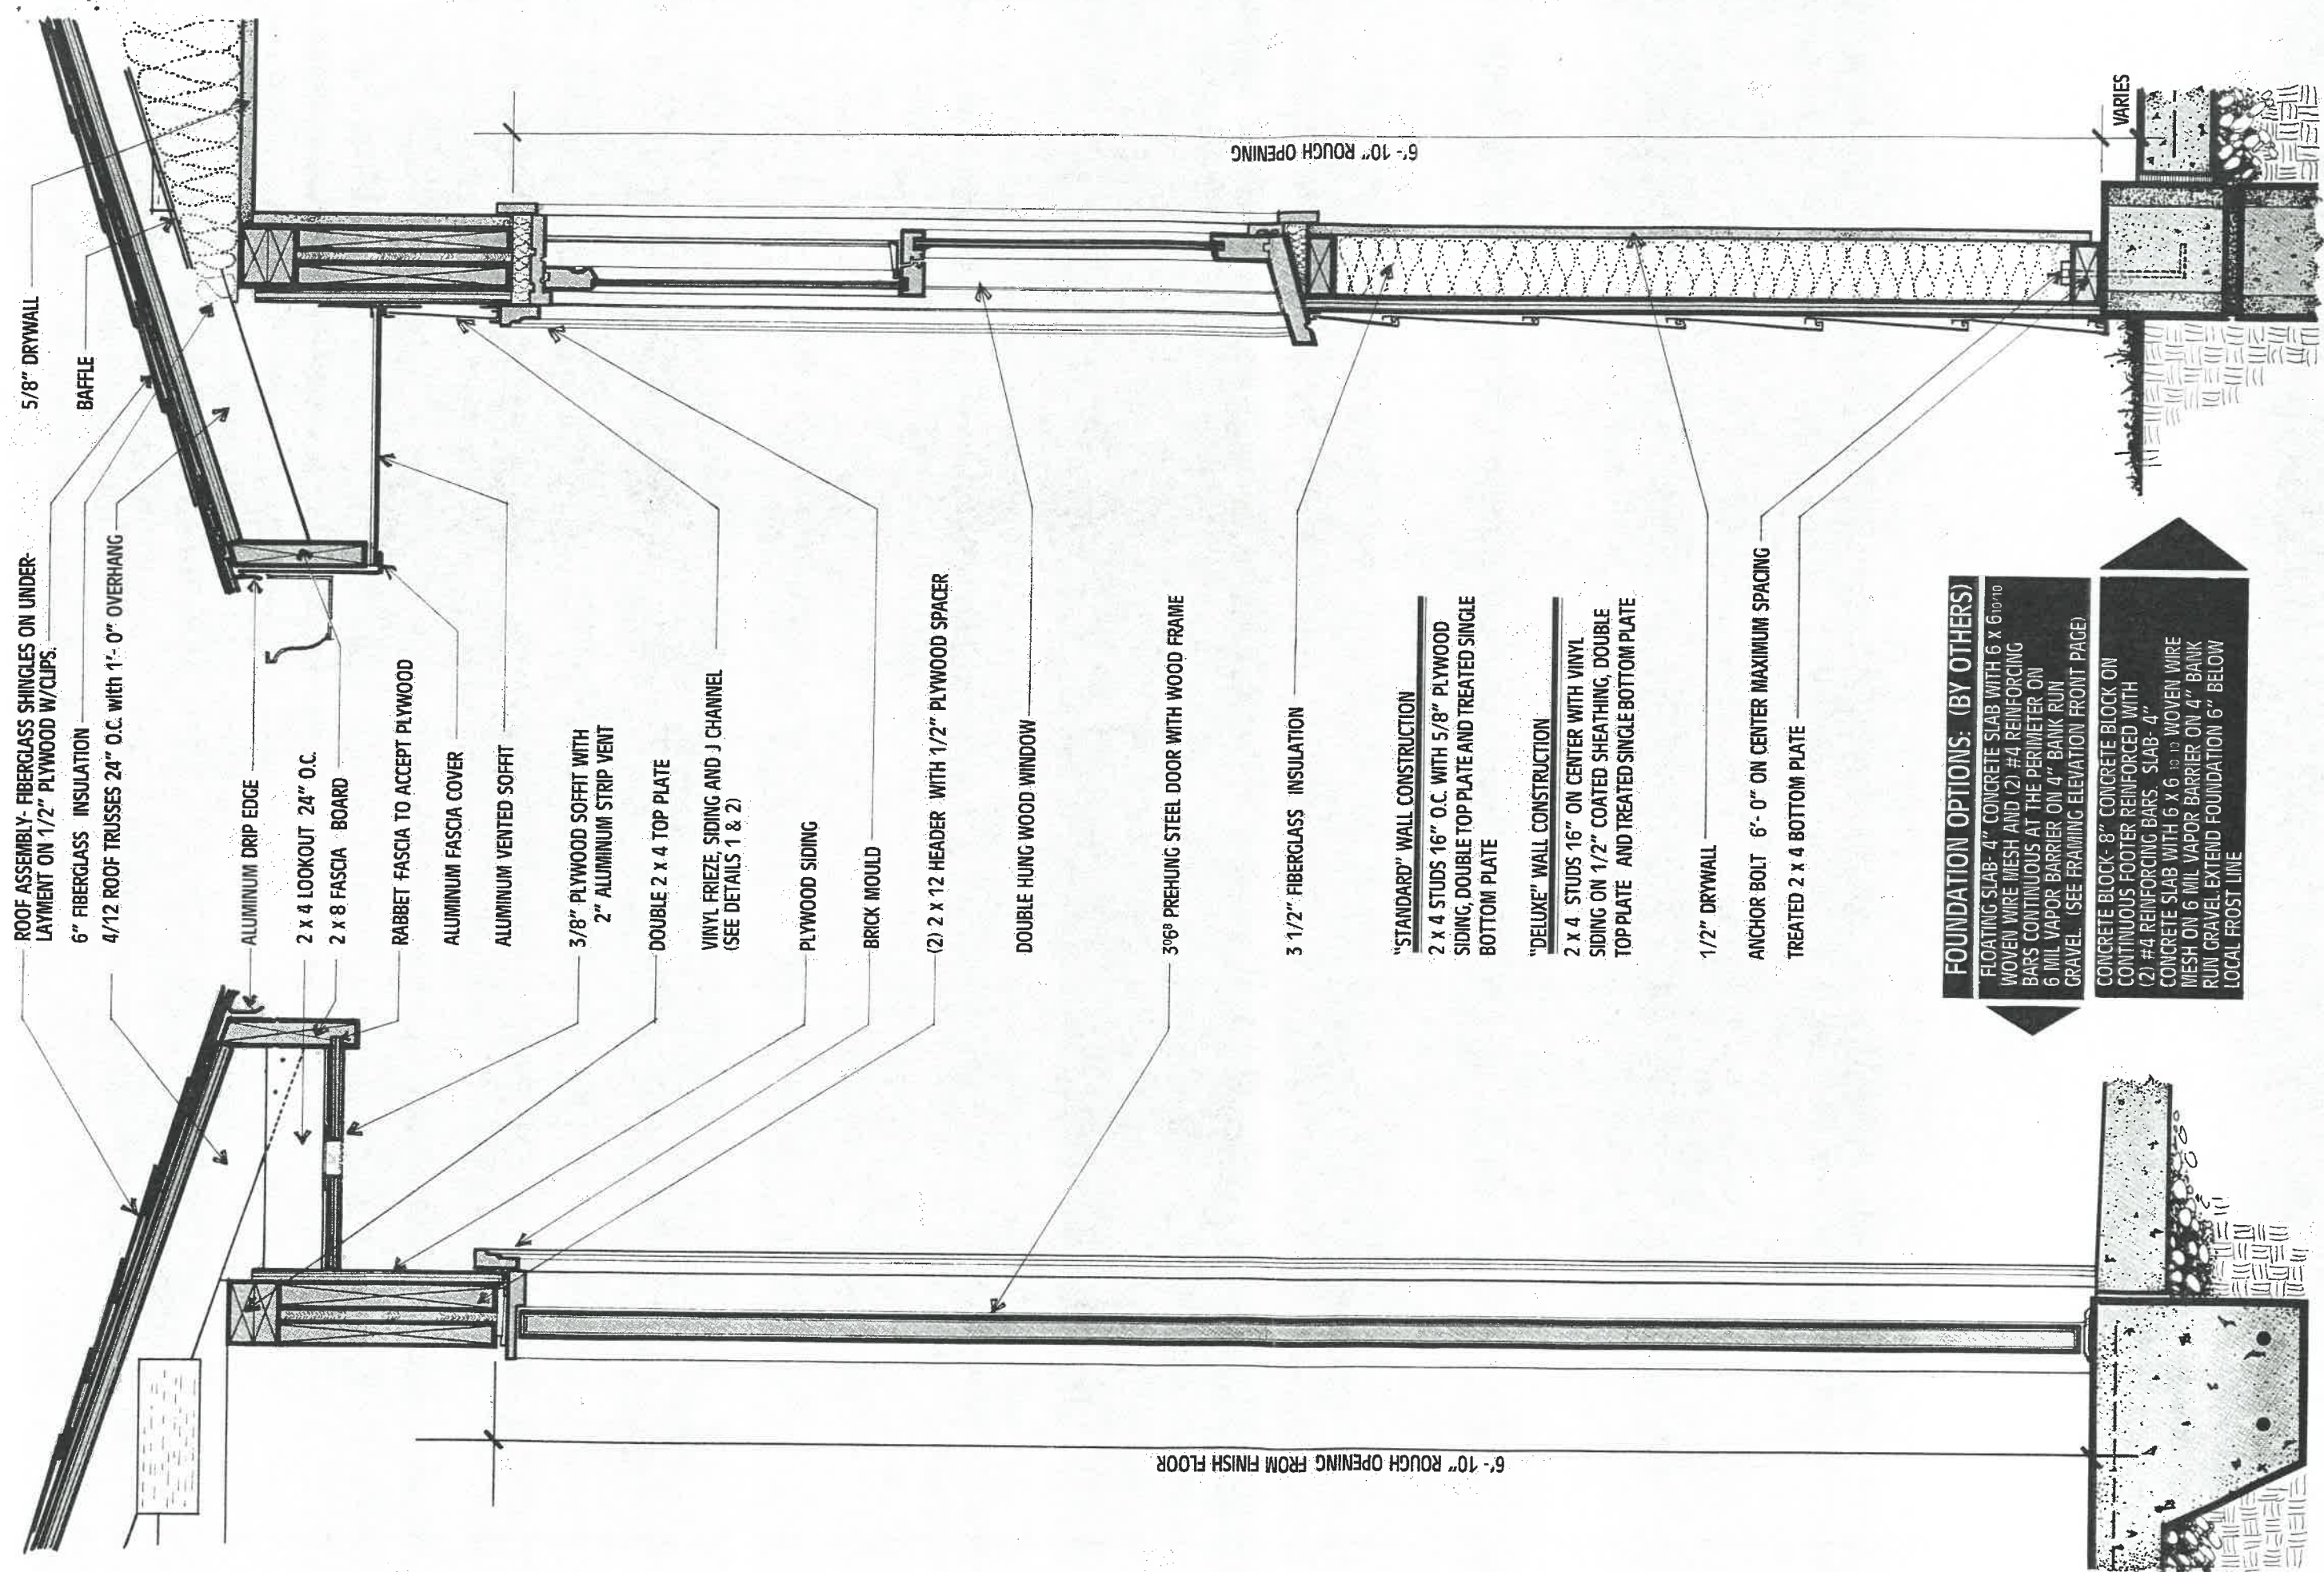 ROOF ASSEMBLY- FIBERGLASS SHINGLES ON UNDER-
LAYMENT ON 1/2" PLYWOOD W/CLIPS.
6" FIBERGLASS INSULATION
4/12 ROOF TRUSSES 24" O.C. with 1'- 0" OVERHANG
5/8" DRYWALL
BAFFLE
ALUMINUM DRIP EDGE
2 x 4 LOOKOUT 24" O.C.
2 x 8 FASCIA BOARD
RABBET FASCIA TO ACCEPT PLYWOOD
ALUMINUM FASCIA COVER
ALUMINUM VENTED SOFFIT
3/8" PLYWOOD SOFFIT WITH
2" ALUMINUM STRIP VENT
DOUBLE 2 x 4 TOP PLATE
VINYL FRIEZE, SIDING AND J CHANNEL
(SEE DETAILS 1 & 2)
PLYWOOD SIDING
BRICK MOULD
(2) 2 x 12 HEADER WITH 1/2" PLYWOOD SPACER
DOUBLE HUNG WOOD WINDOW
3⁰6⁸ PREHUNG STEEL DOOR WITH WOOD FRAME
3 1/2" FIBERGLASS INSULATION
"STANDARD" WALL CONSTRUCTION
2 x 4 STUDS 16" O.C. WITH 5/8" PLYWOOD
SIDING, DOUBLE TOP PLATE AND TREATED SINGLE
BOTTOM PLATE
"DELUXE" WALL CONSTRUCTION
2 x 4 STUDS 16" ON CENTER WITH VINYL
SIDING ON 1/2" COATED SHEATHING, DOUBLE
TOP PLATE AND TREATED SINGLE BOTTOM PLATE
1/2" DRYWALL
ANCHOR BOLT 6'- 0" ON CENTER MAXIMUM SPACING
TREATED 2 x 4 BOTTOM PLATE
FOUNDATION OPTIONS: (BY OTHERS)
FLOATING SLAB- 4" CONCRETE SLAB WITH 6 x 6 10/10
WOVEN WIRE MESH AND (2) #4 REINFORCING
BARS CONTINUOUS AT THE PERIMETER ON
6 MIL VAPOR BARRIER ON 4" BANK RUN
GRAVEL. (SEE FRAMING ELEVATION FRONT PAGE)
CONCRETE BLOCK- 8" CONCRETE BLOCK ON
CONTINUOUS FOOTER REINFORCED WITH
(2) #4 REINFORCING BARS. SLAB- 4"
CONCRETE SLAB WITH 6 x 6 10 10 WOVEN WIRE
MESH ON 6 MIL VAPOR BARRIER ON 4" BANK
RUN GRAVEL.EXTEND FOUNDATION 6" BELOW
LOCAL FROST LINE
6'- 10" ROUGH OPENING FROM FINISH FLOOR
6'- 10" ROUGH OPENING
VARIES